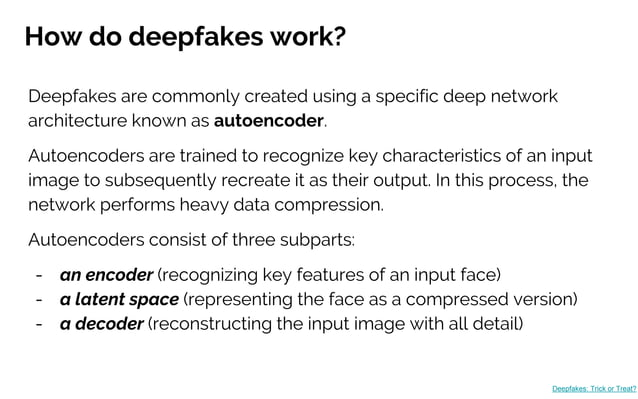 How do deepfakes work?
Deepfakes are commonly created using a specific deep network
architecture known as autoencoder.
Autoencoders are trained to recognize key characteristics of an input
image to subsequently recreate it as their output. In this process, the
network performs heavy data compression.
Autoencoders consist of three subparts:
- an encoder (recognizing key features of an input face)
- a latent space (representing the face as a compressed version)
- a decoder (reconstructing the input image with all detail)
Deepfakes: Trick or Treat?